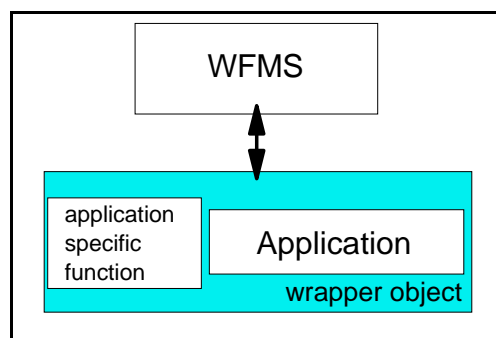 WFMS
application
specific
function
Application
wrapper object